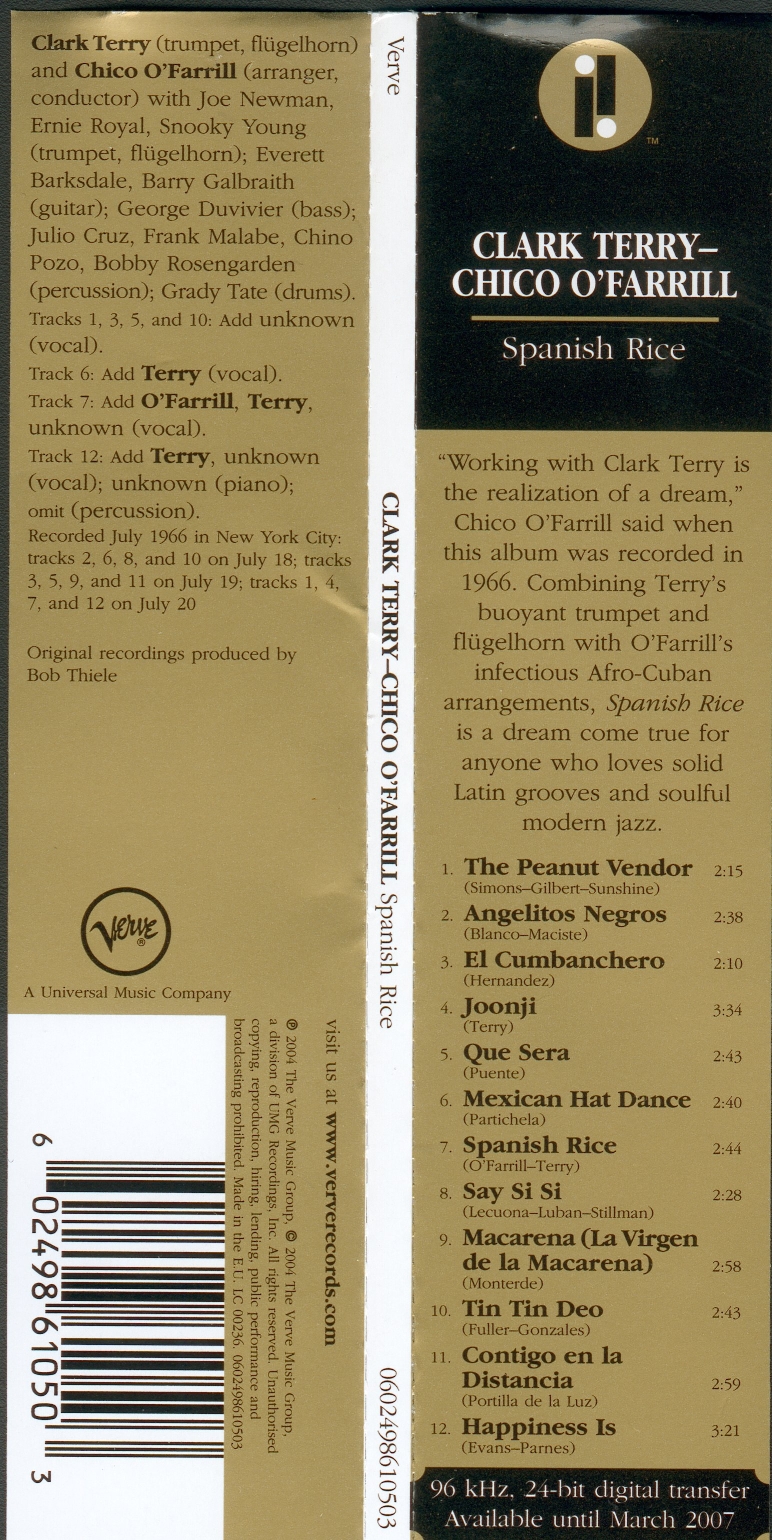 Clark Terry (trumpet, flügelhorn)
and Chico O'Farrill (arranger,
conductor) with Joe Newman,
Ernie Royal, Snooky Young
(trumpet, flügelhorn); Everett
Barksdale, Barry Galbraith
(guitar); George Duvivier (bass);
Julio Cruz, Frank Malabe, Chino
Pozo, Bobby Rosengarden
(percussion); Grady Tate (drums).
Tracks 1, 3, 5, and 10: Add unknown
(vocal).
Track 6: Add Terry (vocal).
Track 7: Add O'Farrill, Terry,
unknown (vocal).
Track 12: Add Terry, unknown
(vocal); unknown (piano);
omit (percussion).
Recorded July 1966 in New York City:
tracks 2, 6, 8, and 10 on July 18; tracks
3, 5, 9, and 11 on July 19; tracks 1, 4,
7, and 12 on July 20
Original recordings produced by
Bob Thiele
Verve®
A Universal Music Company
visit us at www.ververecords.com
℗ 2004 The Verve Music Group, © 2004 The Verve Music Group,
a division of UMG Recordings, Inc. All rights reserved. Unauthorised
copying, reproduction, hiring, lending, public performance and
broadcasting prohibited. Made in the E.U. LC 00236. 0602498610503
6 02498 61050 3
Verve
CLARK TERRY–CHICO O'FARRILL Spanish Rice
0602498610503
™
CLARK TERRY–
CHICO O'FARRILL
Spanish Rice
“Working with Clark Terry is
the realization of a dream,”
Chico O'Farrill said when
this album was recorded in
1966. Combining Terry's
buoyant trumpet and
flügelhorn with O'Farrill's
infectious Afro-Cuban
arrangements, Spanish Rice
is a dream come true for
anyone who loves solid
Latin grooves and soulful
modern jazz.
1. The Peanut Vendor 2:15
(Simons–Gilbert–Sunshine)
2. Angelitos Negros 2:38
(Blanco–Maciste)
3. El Cumbanchero 2:10
(Hernandez)
4. Joonji 3:34
(Terry)
5. Que Sera 2:43
(Puente)
6. Mexican Hat Dance 2:40
(Partichela)
7. Spanish Rice 2:44
(O'Farrill–Terry)
8. Say Si Si 2:28
(Lecuona–Luban–Stillman)
9. Macarena (La Virgen
de la Macarena) 2:58
(Monterde)
10. Tin Tin Deo 2:43
(Fuller–Gonzales)
11. Contigo en la
Distancia 2:59
(Portilla de la Luz)
12. Happiness Is 3:21
(Evans–Parnes)
96 kHz, 24-bit digital transfer
Available until March 2007